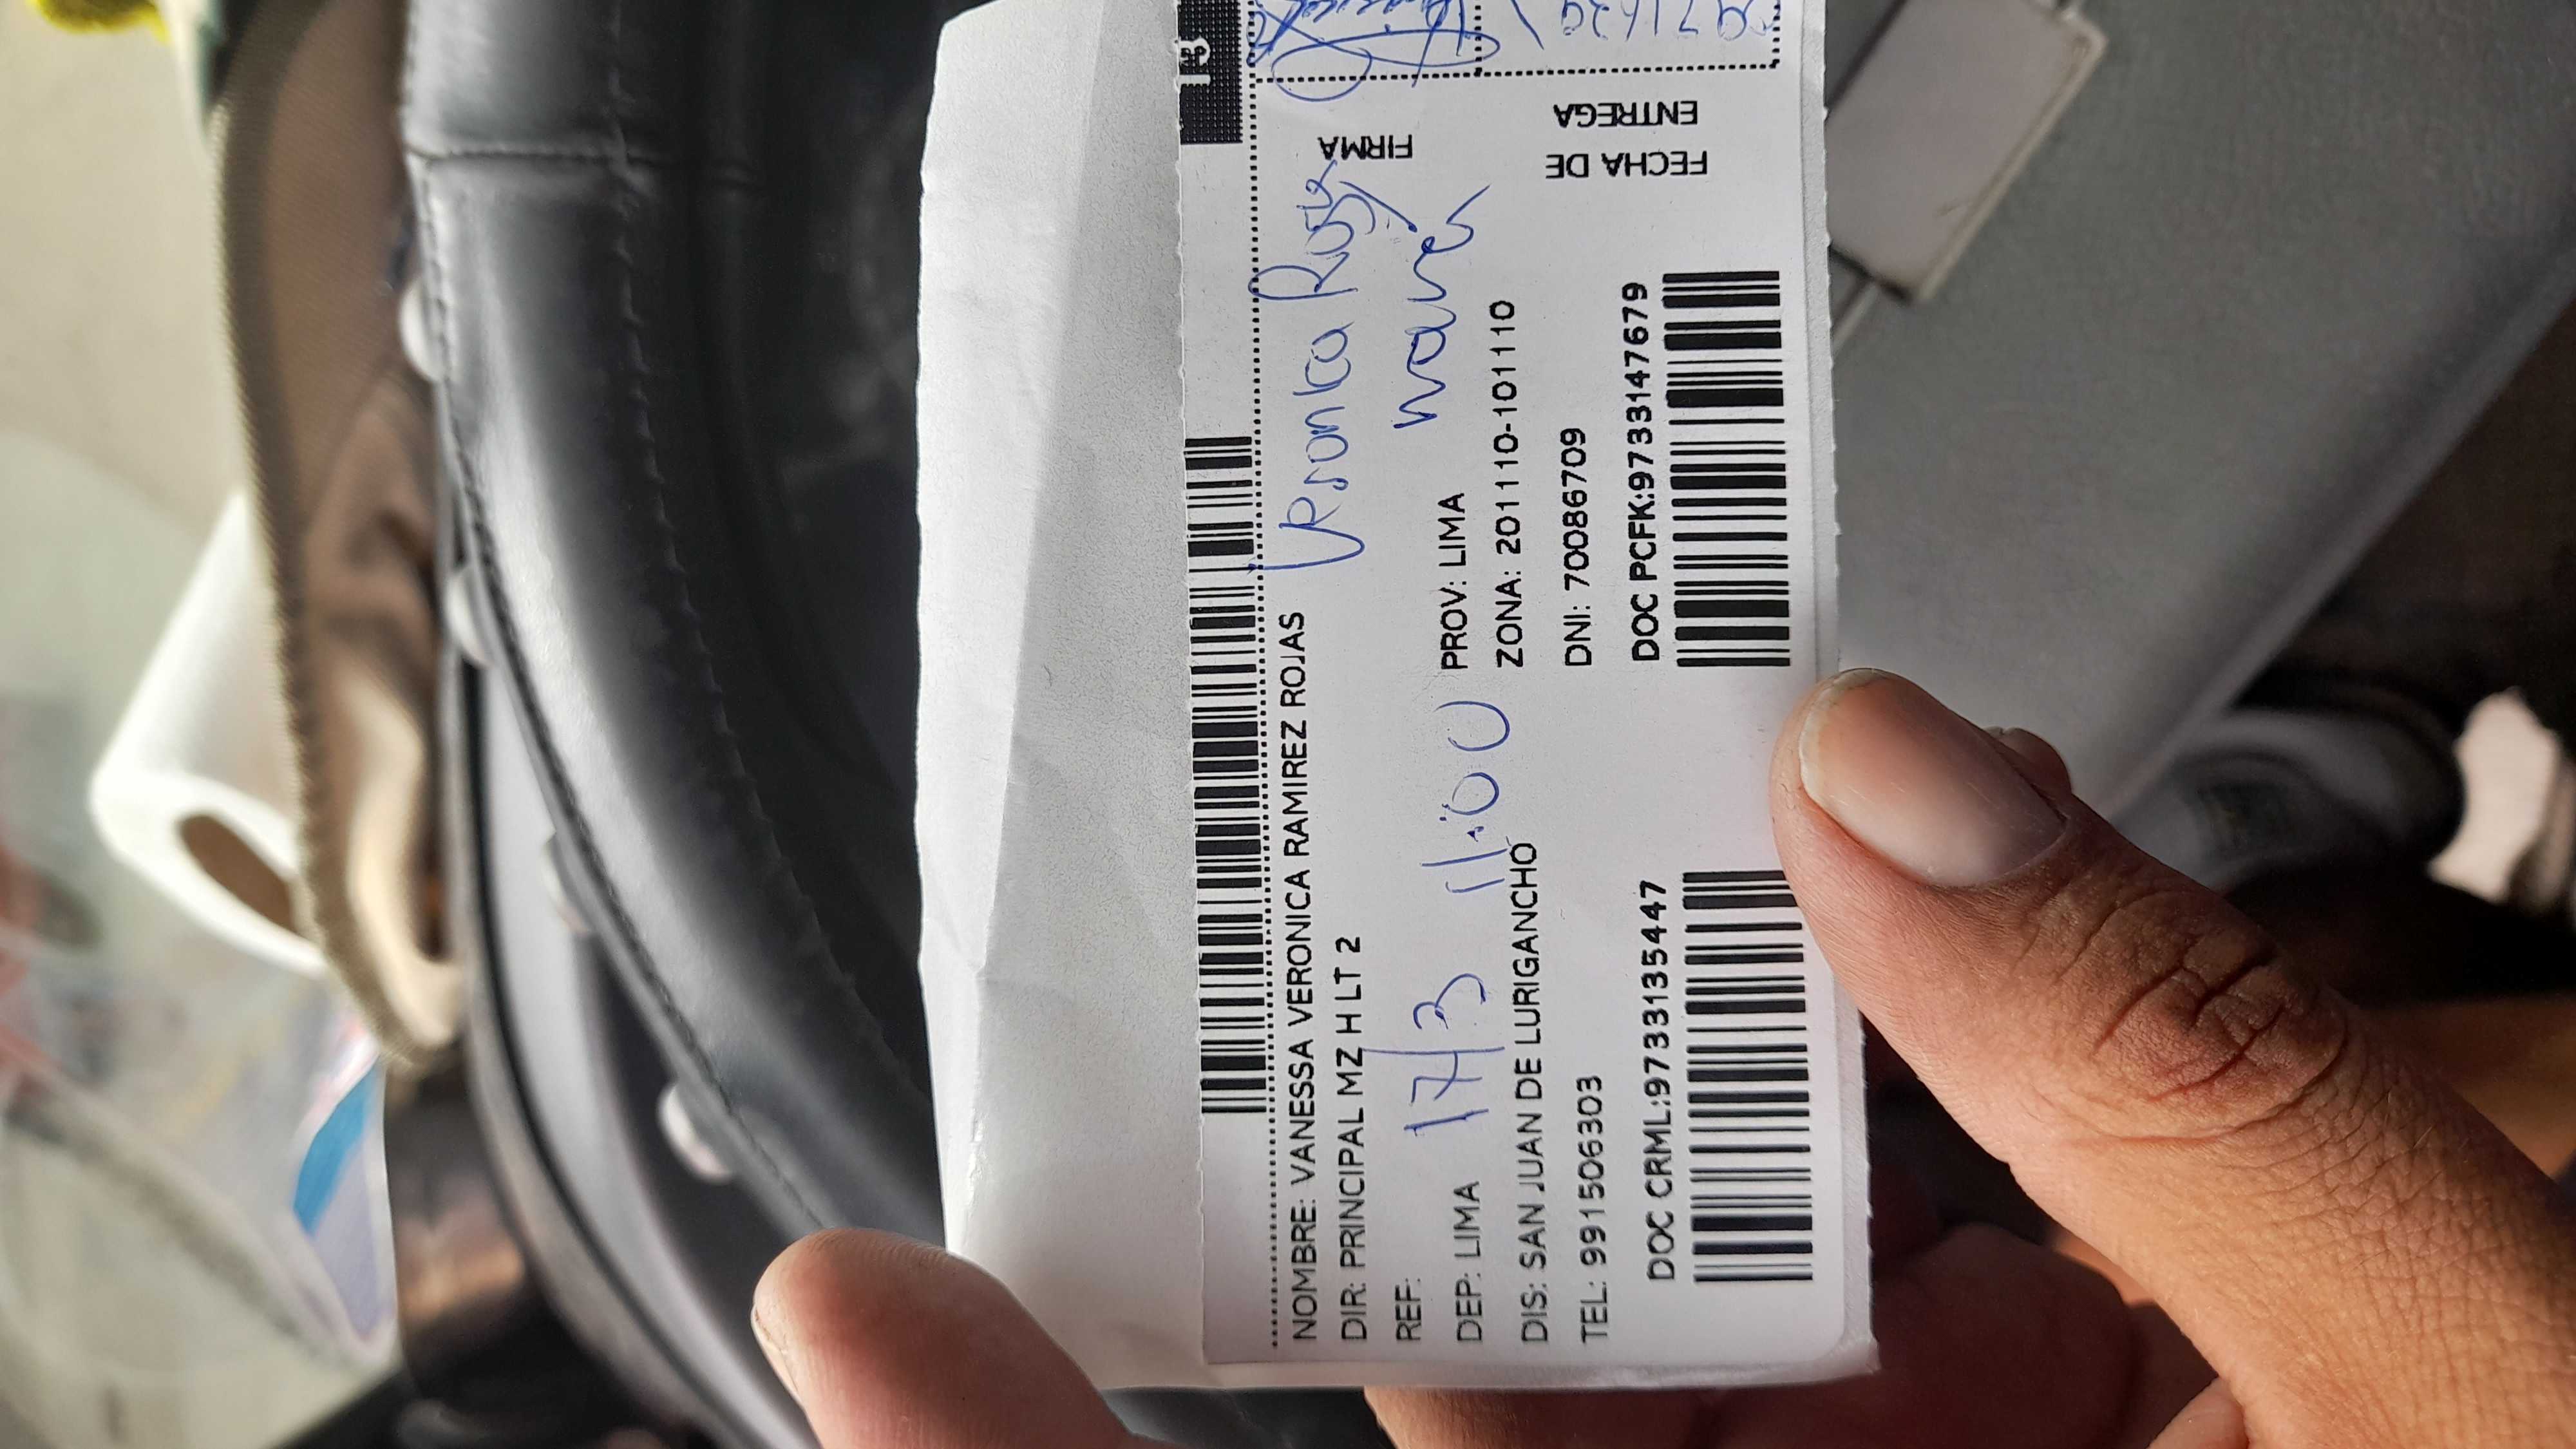 13
NOMBRE: VANESSA VERONICA RAMIREZ ROJAS
DIR: PRINCIPAL MZ H LT 2
REF:
17/3 11:00
DEP: LIMA PROV: LIMA
DIS: SAN JUAN DE LURIGANCHO ZONA: 201110-101110
TEL: 991506303 DNI: 70086709
DOC CRML:9733135447 DOC PCFK:9733147679
FIRMA
FECHA DE
ENTREGA